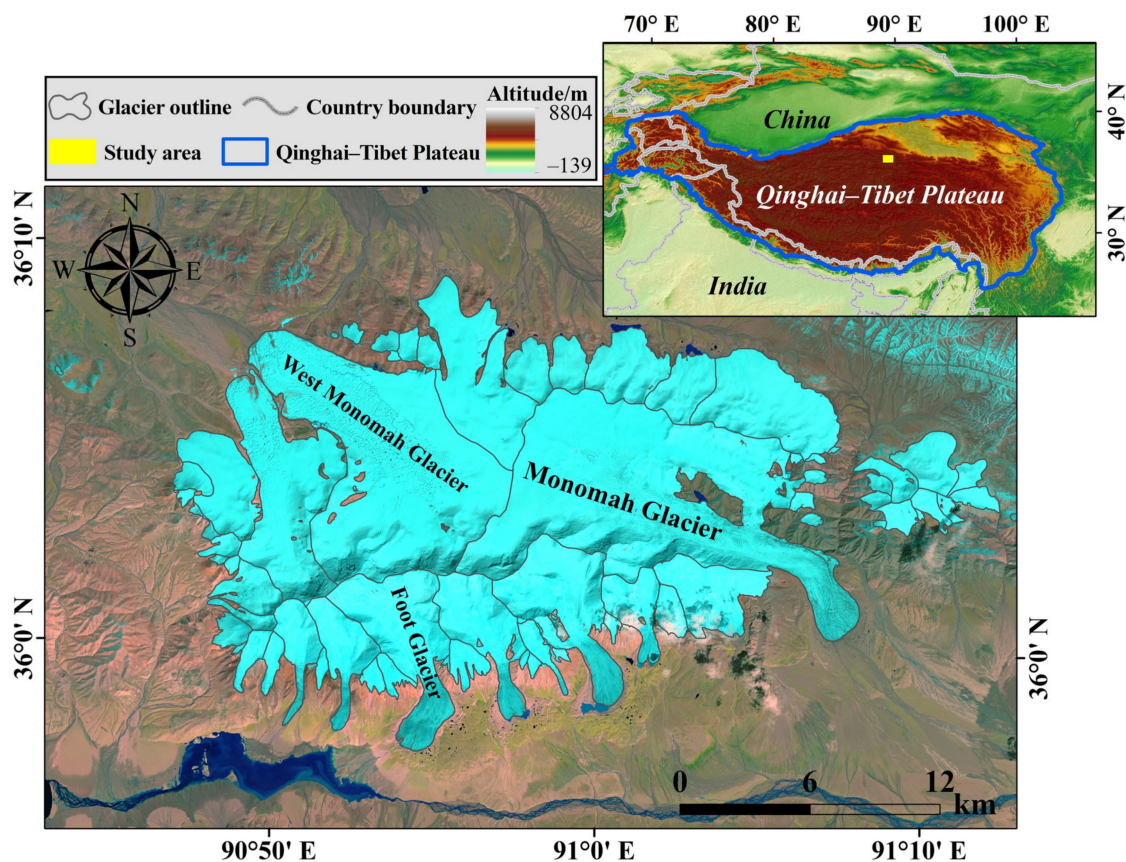 70° E
80° E
90° E
100° E
Glacier outline
Country boundary
Altitude/m
8804
–139
Study area
Qinghai–Tibet Plateau
China
Qinghai–Tibet Plateau
India
40° N
30° N
36°10' N
N
W
E
S
West Monomah Glacier
Monomah Glacier
Foot Glacier
36°0' N
36°0' N
0
6
12
km
90°50' E
91°0' E
91°10' E